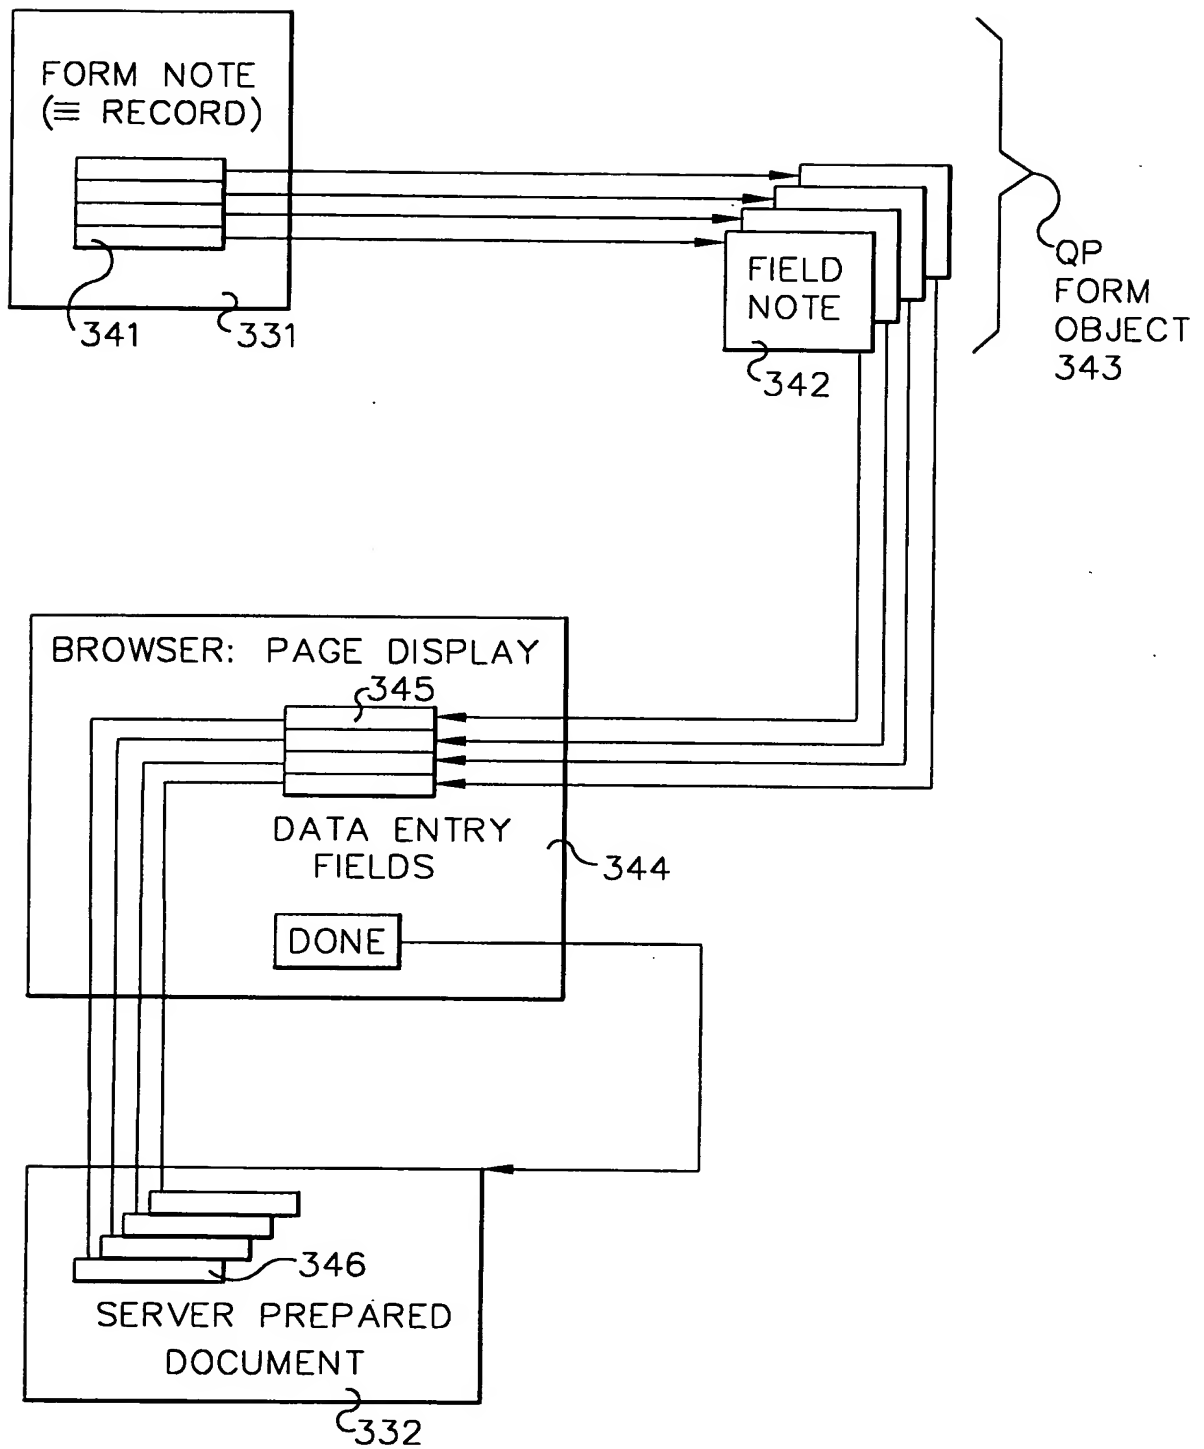 FORM NOTE
(≡ RECORD)
341
331
FIELD
NOTE
342
QP
FORM
OBJECT
343
BROWSER: PAGE DISPLAY
345
DATA ENTRY
FIELDS
344
DONE
346
SERVER PREPARED
DOCUMENT
332